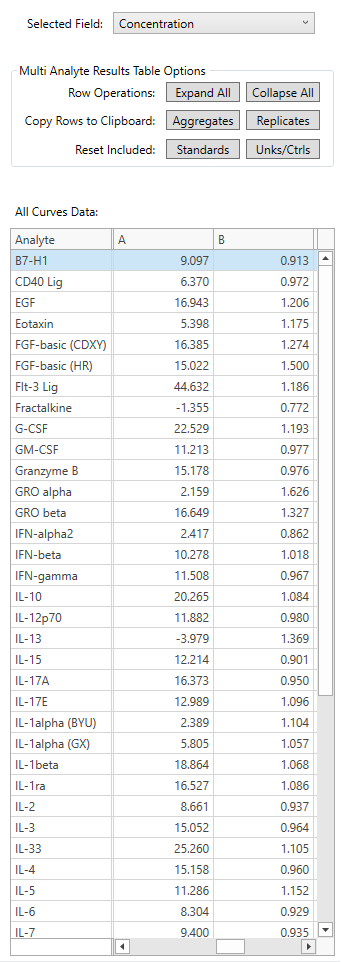 Selected Field: Concentration
Multi Analyte Results Table Options
Row Operations: Expand All Collapse All
Copy Rows to Clipboard: Aggregates Replicates
Reset Included: Standards Unks/Ctrls
All Curves Data:
Analyte A B
B7-H1 9.097 0.913
CD40 Lig 6.370 0.972
EGF 16.943 1.206
Eotaxin 5.398 1.175
FGF-basic (CDXY) 16.385 1.274
FGF-basic (HR) 15.022 1.500
Flt-3 Lig 44.632 1.186
Fractalkine -1.355 0.772
G-CSF 22.529 1.193
GM-CSF 11.213 0.977
Granzyme B 15.178 0.976
GRO alpha 2.159 1.626
GRO beta 16.649 1.327
IFN-alpha2 2.417 0.862
IFN-beta 10.278 1.018
IFN-gamma 11.508 0.967
IL-10 20.265 1.084
IL-12p70 11.882 0.980
IL-13 -3.979 1.369
IL-15 12.214 0.901
IL-17A 16.373 0.950
IL-17E 12.989 1.096
IL-1alpha (BYU) 2.389 1.104
IL-1alpha (GX) 5.805 1.057
IL-1beta 18.864 1.068
IL-1ra 16.527 1.086
IL-2 8.661 0.937
IL-3 15.052 0.964
IL-33 25.260 1.105
IL-4 15.158 0.960
IL-5 11.286 1.152
IL-6 8.304 0.929
IL-7 9.400 0.935